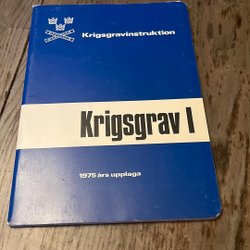 Krigsgravinstruktion
Krigsgrav I
1975 års upplaga